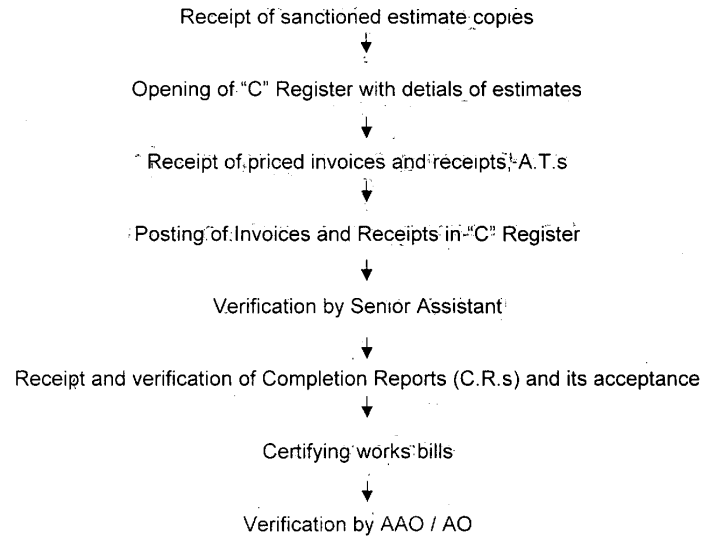 Receipt of sanctioned estimate copies
Opening of "C" Register with detials of estimates
Receipt of priced invoices and receipts, A.T.s
Posting of Invoices and Receipts in "C" Register
Verification by Senior Assistant
Receipt and verification of Completion Reports (C.R.s) and its acceptance
Certifying works bills
Verification by AAO / AO